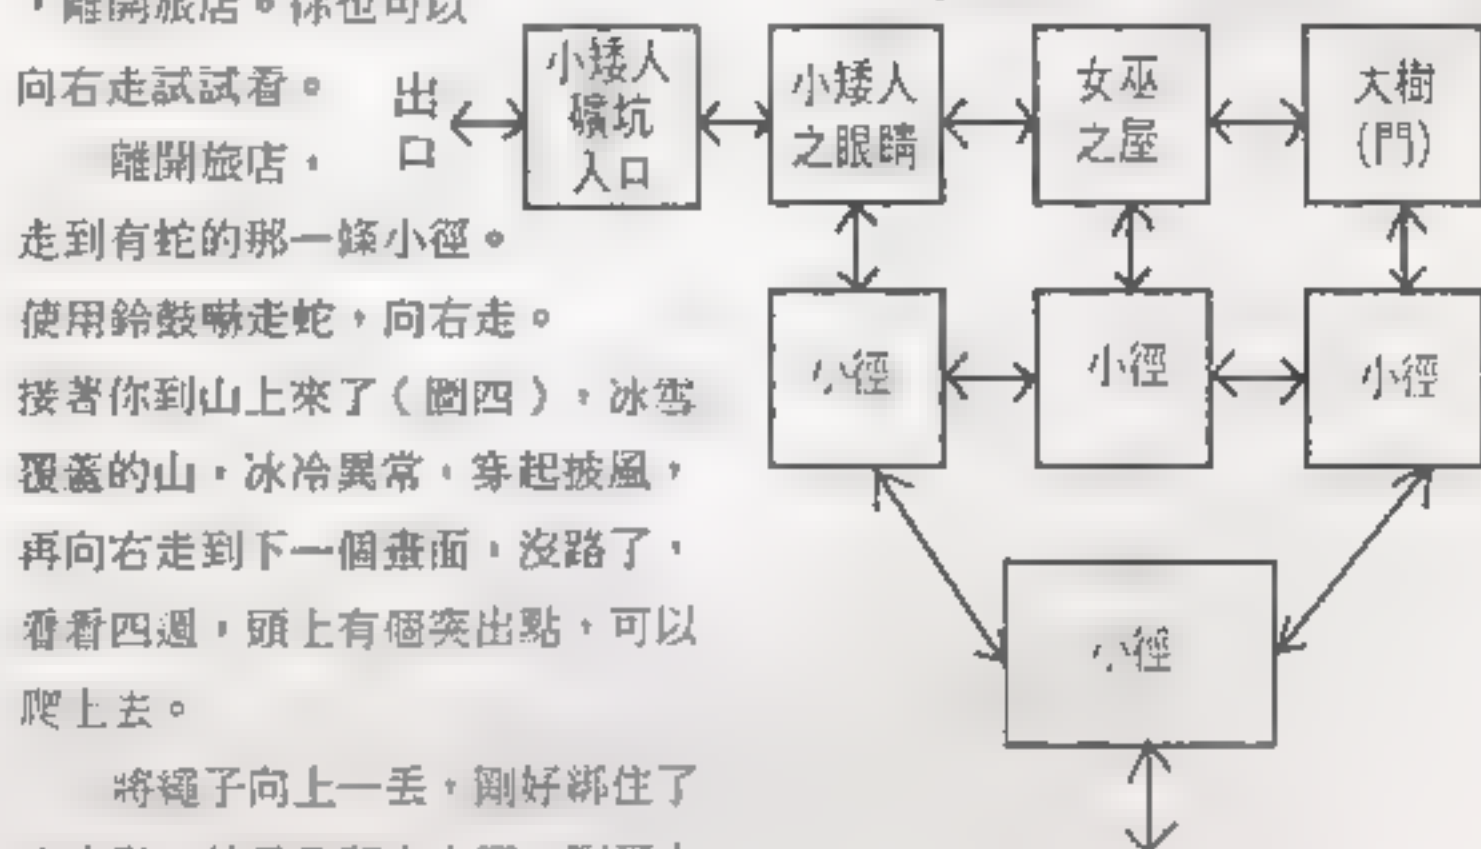 ,離開旅店。你也可以
向右走試試看。
離開旅店,
走到有蛇的那一條小徑。
使用鈴鼓嚇走蛇,向右走。
接著你到山上來了(圖四),冰雪
覆蓋的山,冰冷異常,穿起披風,
再向右走到下一個畫面,沒路了,
看看四週,頭上有個突出點,可以
爬上去。
將繩子向上一丟,剛好綁住了
出
口
小矮人
礦坑
入口
小矮人
之眼睛
女巫
之屋
大樹
(門)
小徑
小徑
小徑
小徑